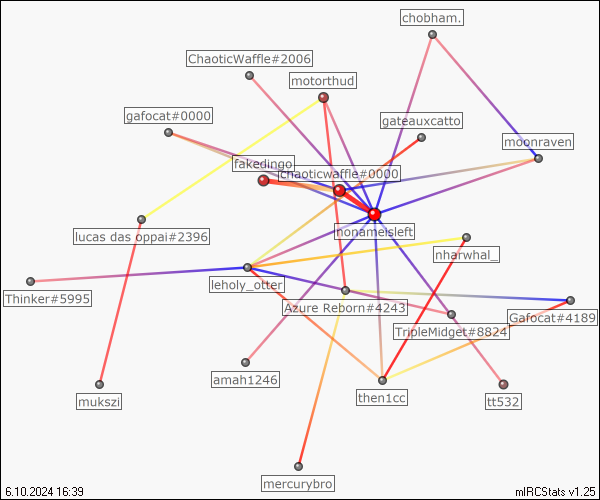 chobham.
ChaoticWaffle#2006
motorthud
gafocat#0000
gateauxcatto
moonraven
fakedingo
chaoticwaffle#0000
nonameisleft
lucas das oppai#2396
nharwhal_
leholy_otter
Thinker#5995
Azure Reborn#4243
Gafocat#4189
TripleMidget#8824
amah1246
then1cc
tt532
mukszi
mercurybro
6.10.2024 16:39
mIRCStats v1.25